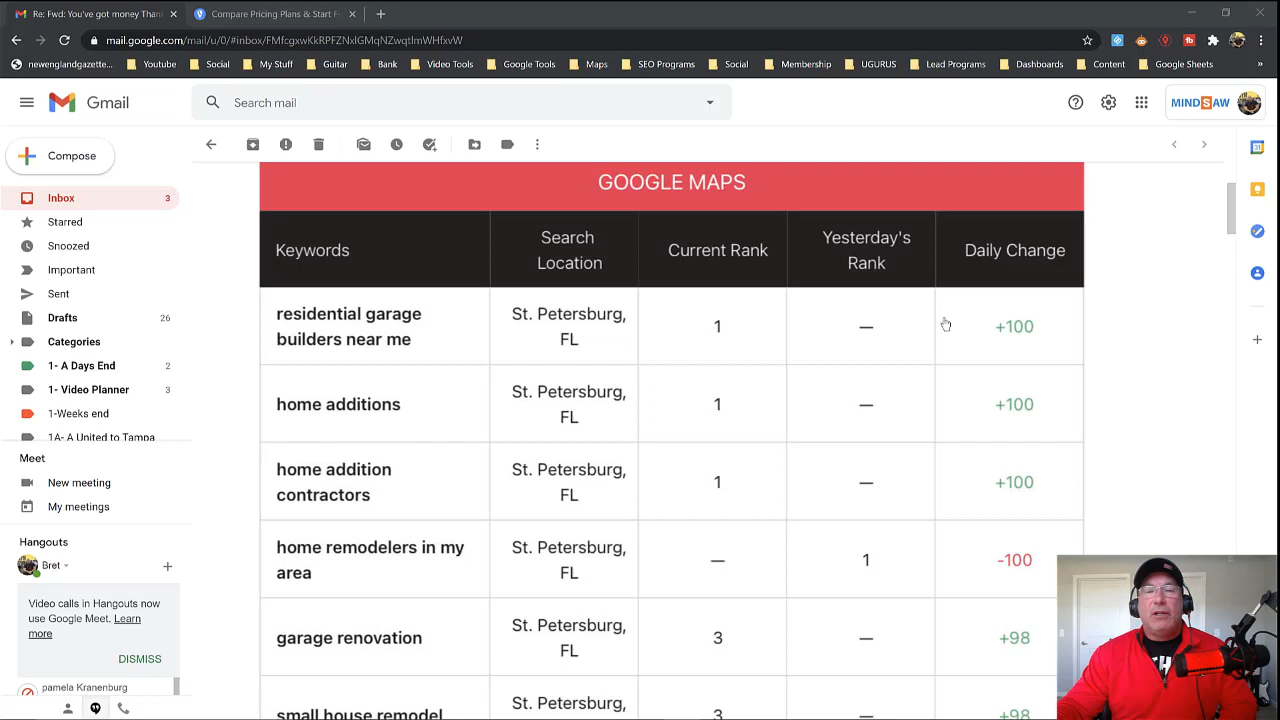 Re: Fwd: You've got money Than
Compare Pricing Plans & Start F
mail.google.com/mail/u/0/#inbox/FMfcgxwKkRPFZNxlGMqNZwqtlmWHfxvW
newenglandgazette...
Youtube
Social
My Stuff
Guitar
Bank
Video Tools
Google Tools
Maps
SEO Programs
Social
Membership
UGURUS
Lead Programs
Dashboards
Content
Google Sheets
»
Gmail
Search mail
MINDSAW
Compose
Inbox 3
Starred
Snoozed
Important
Sent
Drafts 26
Categories
1- A Days End 2
1- Video Planner 3
1-Weeks end
1A- A United to Tampa
Meet
New meeting
My meetings
Hangouts
Bret
Video calls in Hangouts now
use Google Meet. Learn
more
DISMISS
pamela Kranenburg
GOOGLE MAPS
Keywords
Search
Location
Current Rank
Yesterday's
Rank
Daily Change
residential garage
builders near me
St. Petersburg,
FL
1
—
+100
home additions
St. Petersburg,
FL
1
—
+100
home addition
contractors
St. Petersburg,
FL
1
—
+100
home remodelers in my
area
St. Petersburg,
FL
—
1
-100
garage renovation
St. Petersburg,
FL
3
—
+98
small house remodel
St. Petersburg,
3
—
+98